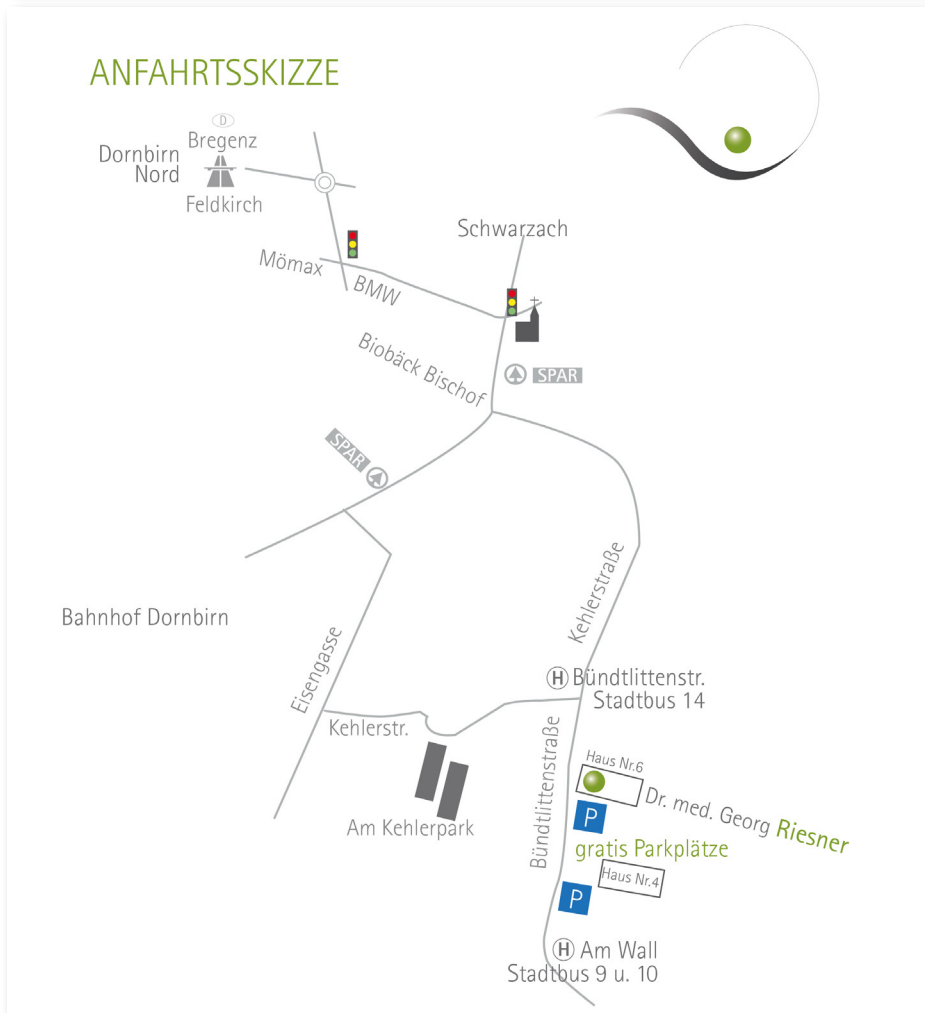 ANFAHRTSSKIZZE
D
Bregenz
Dornbirn
Nord
Feldkirch
Schwarzach
Mömax
BMW
Biobäck Bischof
SPAR
SPAR
Kehlerstraße
Bahnhof Dornbirn
Eisengasse
H Bündtlittenstr.
Stadtbus 14
Kehlerstr.
Bündtlittenstraße
Haus Nr.6
Dr. med. Georg Riesner
P
Am Kehlerpark
gratis Parkplätze
Haus Nr.4
P
H Am Wall
Stadtbus 9 u. 10